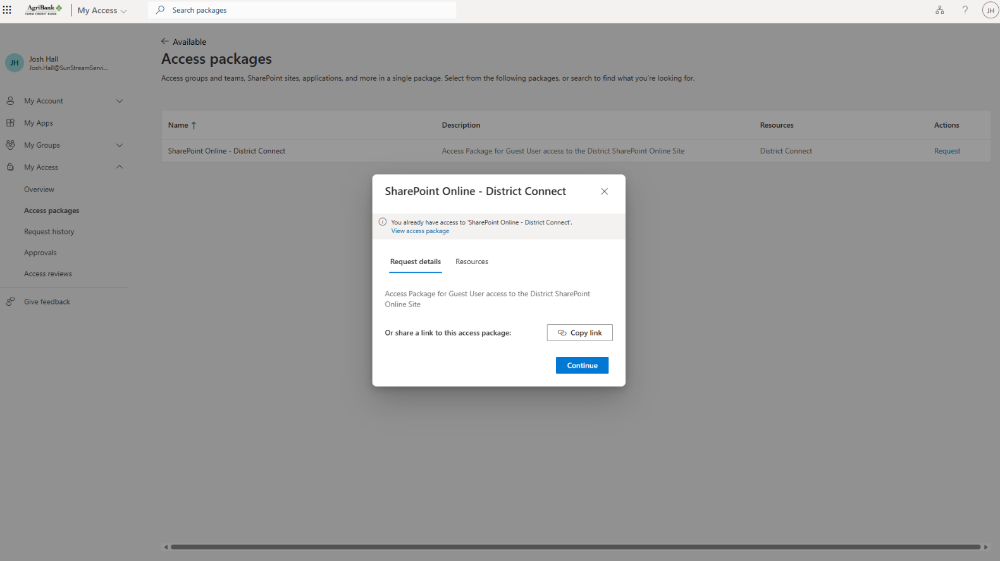 AgriBank
FARM CREDIT BANK
My Access
Search packages
JH
Available
Access packages
Access groups and teams, SharePoint sites, applications, and more in a single package. Select from the following packages, or search to find what you're looking for.
JH
Josh Hall
Josh.Hall@SunStreamServi...
My Account
My Apps
My Groups
My Access
Overview
Access packages
Request history
Approvals
Access reviews
Give feedback
Name Description Resources Actions
SharePoint Online - District Connect Access Package for Guest User access to the District SharePoint Online Site District Connect Request
SharePoint Online - District Connect
You already have access to 'SharePoint Online - District Connect'.
View access package
Request details Resources
Access Package for Guest User access to the District SharePoint
Online Site
Or share a link to this access package: Copy link
Continue